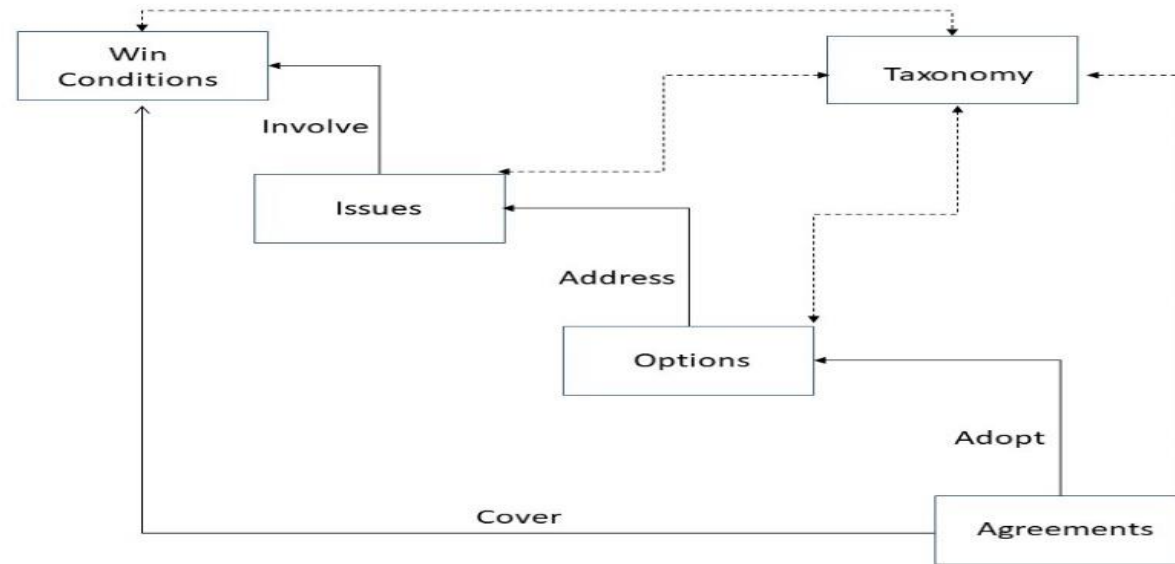 Win
Conditions
Taxonomy
Involve
Issues
Address
Options
Adopt
Cover
Agreements